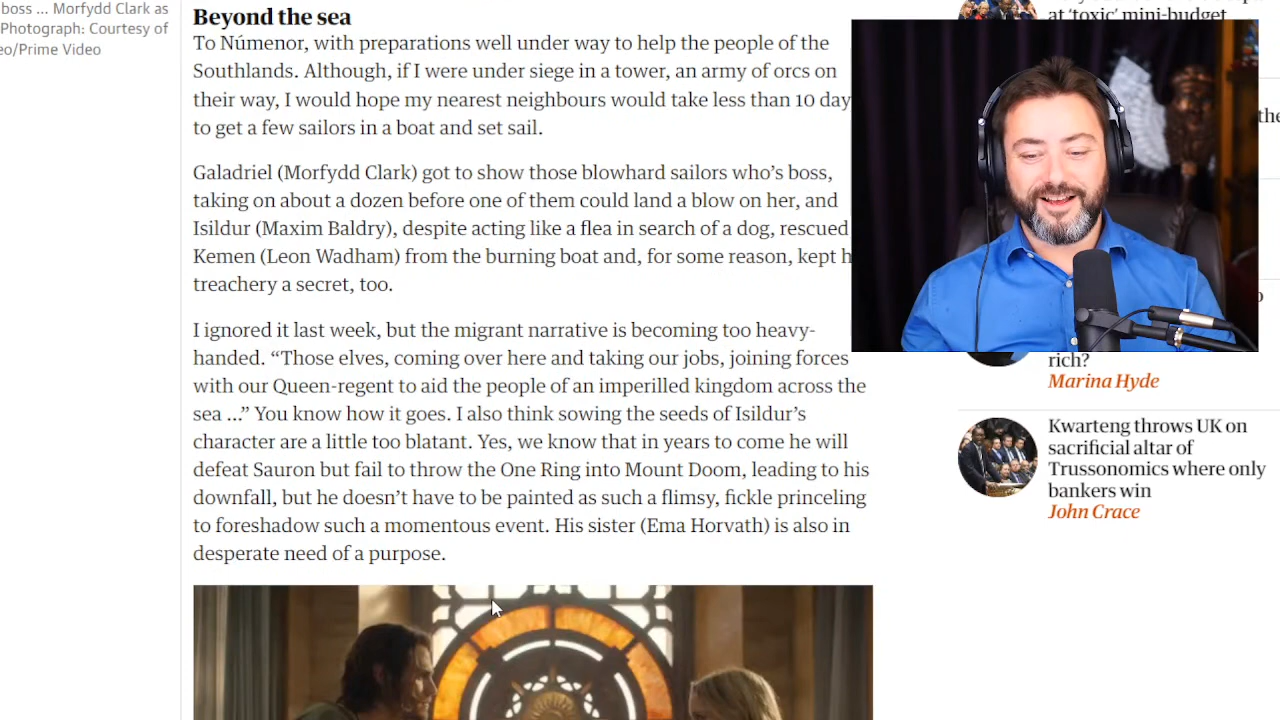 boss ... Morfydd Clark as
Photograph: Courtesy of
eo/Prime Video
Beyond the sea
To Númenor, with preparations well under way to help the people of the
Southlands. Although, if I were under siege in a tower, an army of orcs on
their way, I would hope my nearest neighbours would take less than 10 day
to get a few sailors in a boat and set sail.
Galadriel (Morfydd Clark) got to show those blowhard sailors who's boss,
taking on about a dozen before one of them could land a blow on her, and
Isildur (Maxim Baldry), despite acting like a flea in search of a dog, rescued
Kemen (Leon Wadham) from the burning boat and, for some reason, kept h
treachery a secret, too.
I ignored it last week, but the migrant narrative is becoming too heavy-
handed. “Those elves, coming over here and taking our jobs, joining forces
with our Queen-regent to aid the people of an imperilled kingdom across the
sea ...” You know how it goes. I also think sowing the seeds of Isildur's
character are a little too blatant. Yes, we know that in years to come he will
defeat Sauron but fail to throw the One Ring into Mount Doom, leading to his
downfall, but he doesn't have to be painted as such a flimsy, fickle princeling
to foreshadow such a momentous event. His sister (Ema Horvath) is also in
desperate need of a purpose.
at ‘toxic’ mini-budget
the
rich?
Marina Hyde
Kwarteng throws UK on
sacrificial altar of
Trussonomics where only
bankers win
John Crace